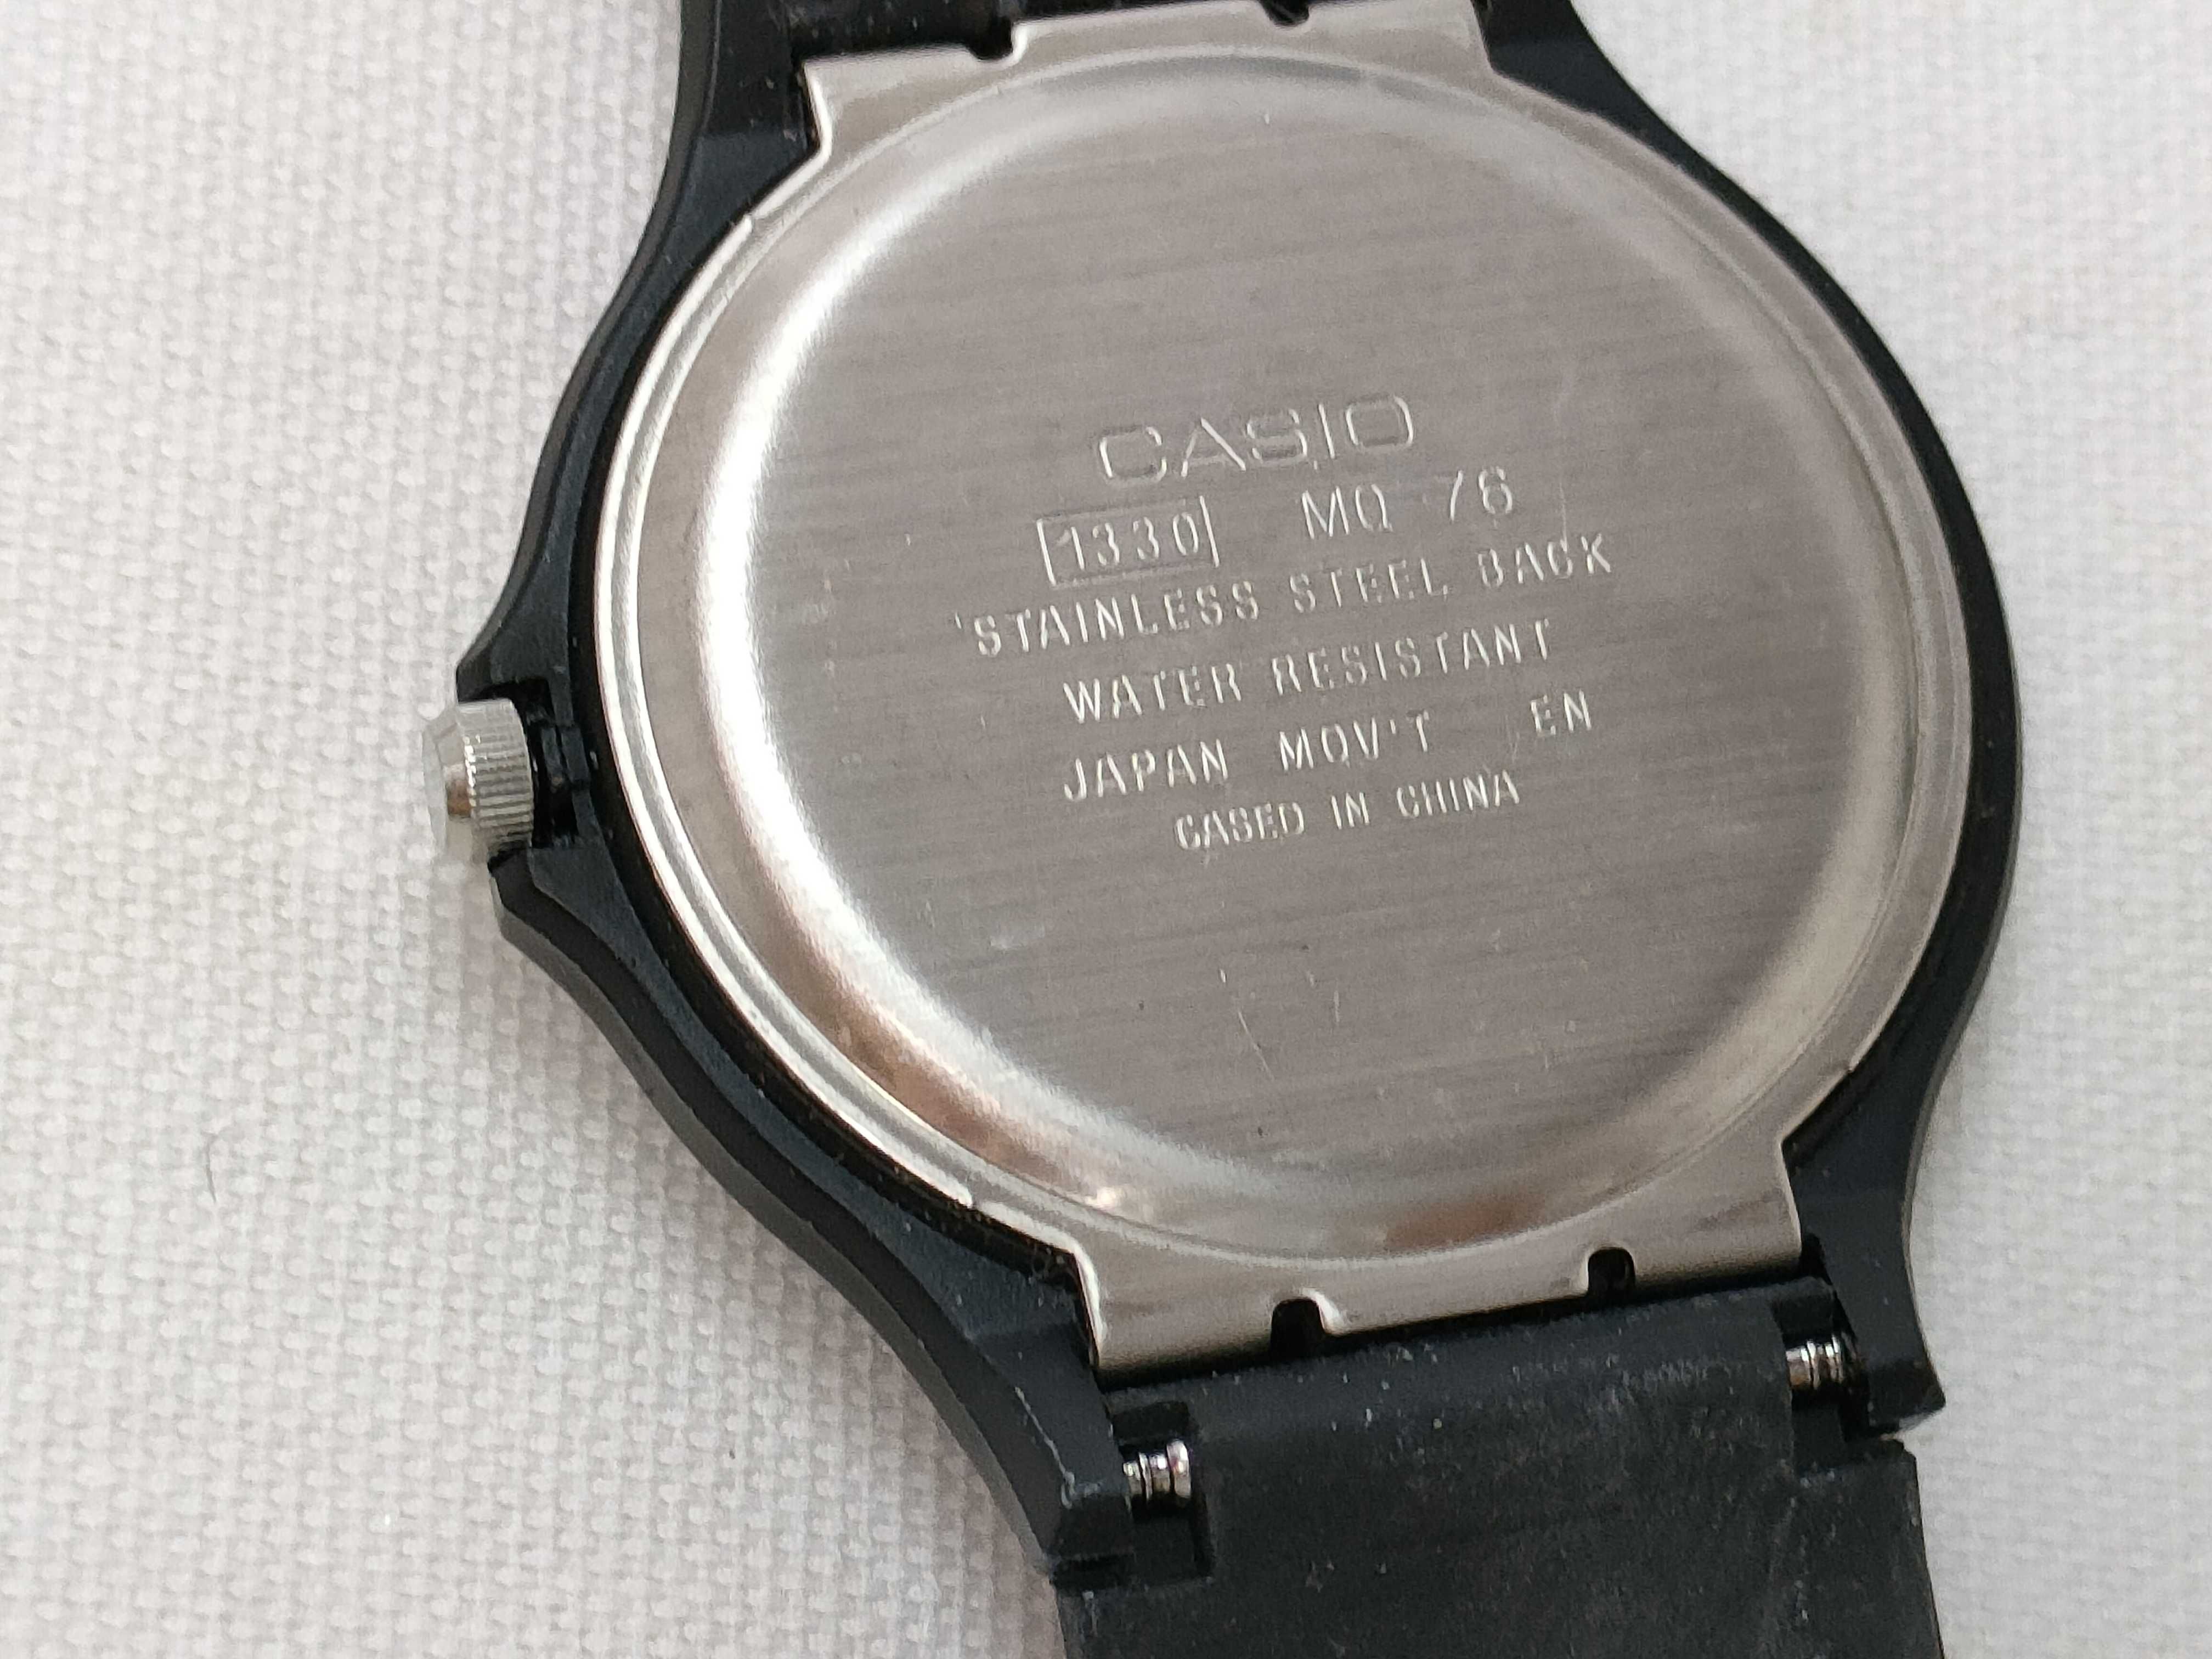 CASIO
1330 MQ-76
STAINLESS STEEL BACK
WATER RESISTANT
JAPAN MOV'T EN
CASED IN CHINA